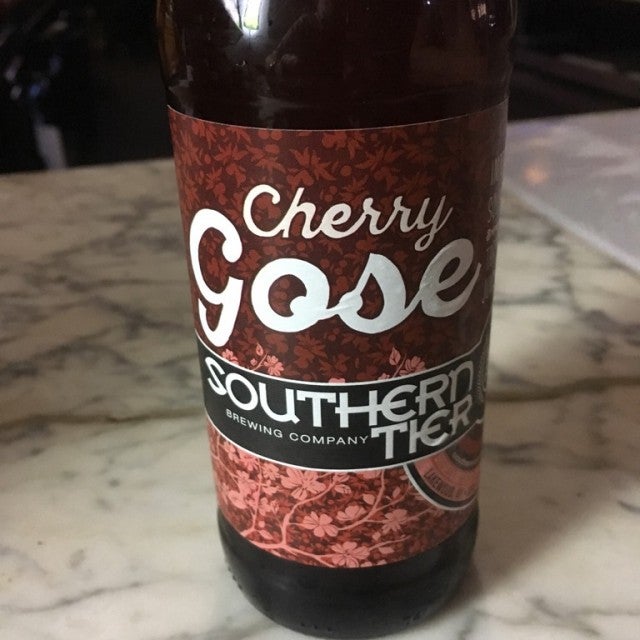 Cherry
Gose
SOUTHERN
TIER
BREWING COMPANY